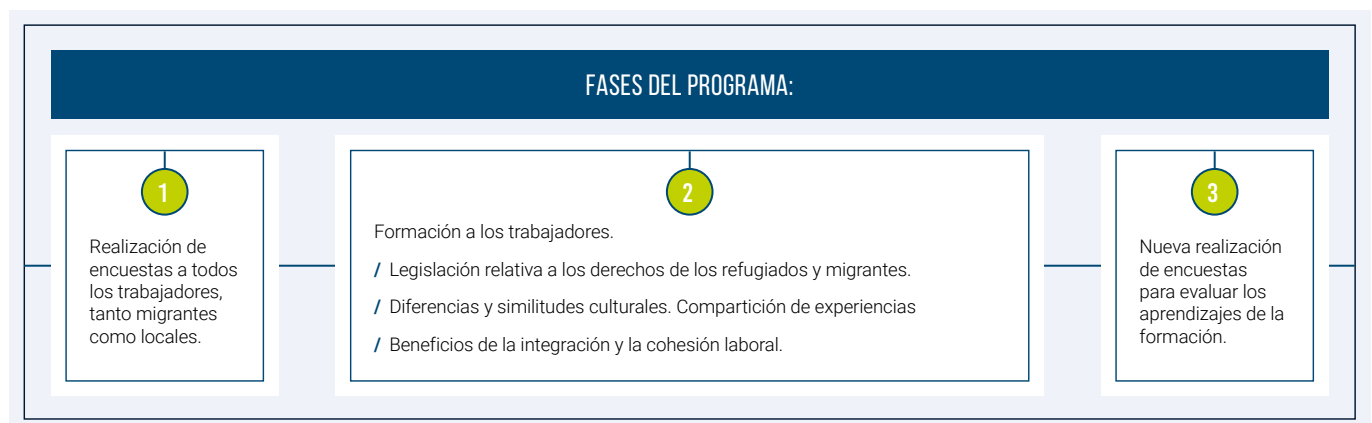 FASES DEL PROGRAMA:
1
Realización de
encuestas a todos
los trabajadores,
tanto migrantes
como locales.
2
Formación a los trabajadores.
/ Legislación relativa a los derechos de los refugiados y migrantes.
/ Diferencias y similitudes culturales. Compartición de experiencias
/ Beneficios de la integración y la cohesión laboral.
3
Nueva realización
de encuestas
para evaluar los
aprendizajes de la
formación.